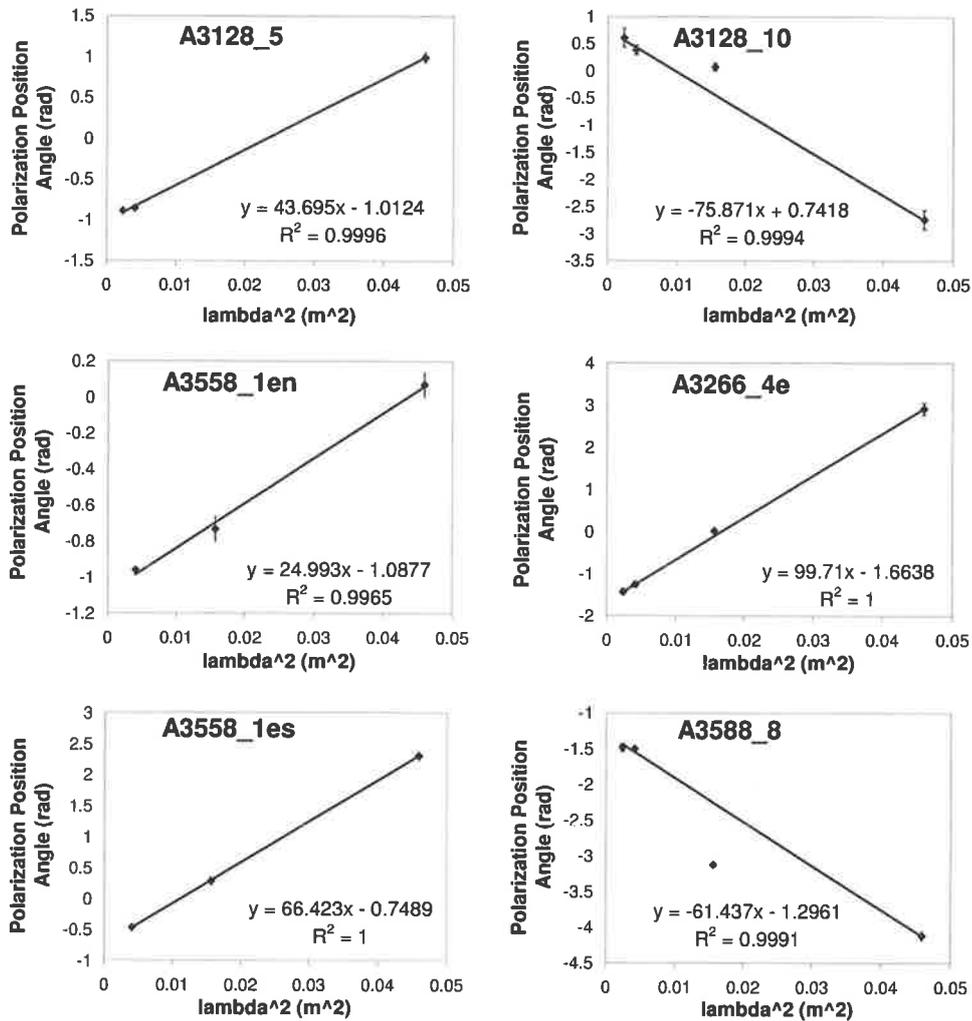 A3128_5
Polarization Position
Angle (rad)
1.5
1
0.5
0
-0.5
-1
-1.5
y = 43.695x - 1.0124
R² = 0.9996
0 0.01 0.02 0.03 0.04 0.05
lambda^2 (m^2)
A3128_10
Polarization Position
Angle (rad)
1
0.5
0
-0.5
-1
-1.5
-2
-2.5
-3
-3.5
y = -75.871x + 0.7418
R² = 0.9994
0 0.01 0.02 0.03 0.04 0.05
lambda^2 (m^2)
A3558_1en
Polarization Position
Angle (rad)
0.2
0
-0.2
-0.4
-0.6
-0.8
-1
-1.2
y = 24.993x - 1.0877
R² = 0.9965
0 0.01 0.02 0.03 0.04 0.05
lambda^2 (m^2)
A3266_4e
Polarization Position
Angle (rad)
4
3
2
1
0
-1
-2
y = 99.71x - 1.6638
R² = 1
0 0.01 0.02 0.03 0.04 0.05
lambda^2 (m^2)
A3558_1es
Polarization Position
Angle (rad)
3
2.5
2
1.5
1
0.5
0
-0.5
-1
y = 66.423x - 0.7489
R² = 1
0 0.01 0.02 0.03 0.04 0.05
lambda^2 (m^2)
A3588_8
Polarization Position
Angle (rad)
-1
-1.5
-2
-2.5
-3
-3.5
-4
-4.5
y = -61.437x - 1.2961
R² = 0.9991
0 0.01 0.02 0.03 0.04 0.05
lambda^2 (m^2)